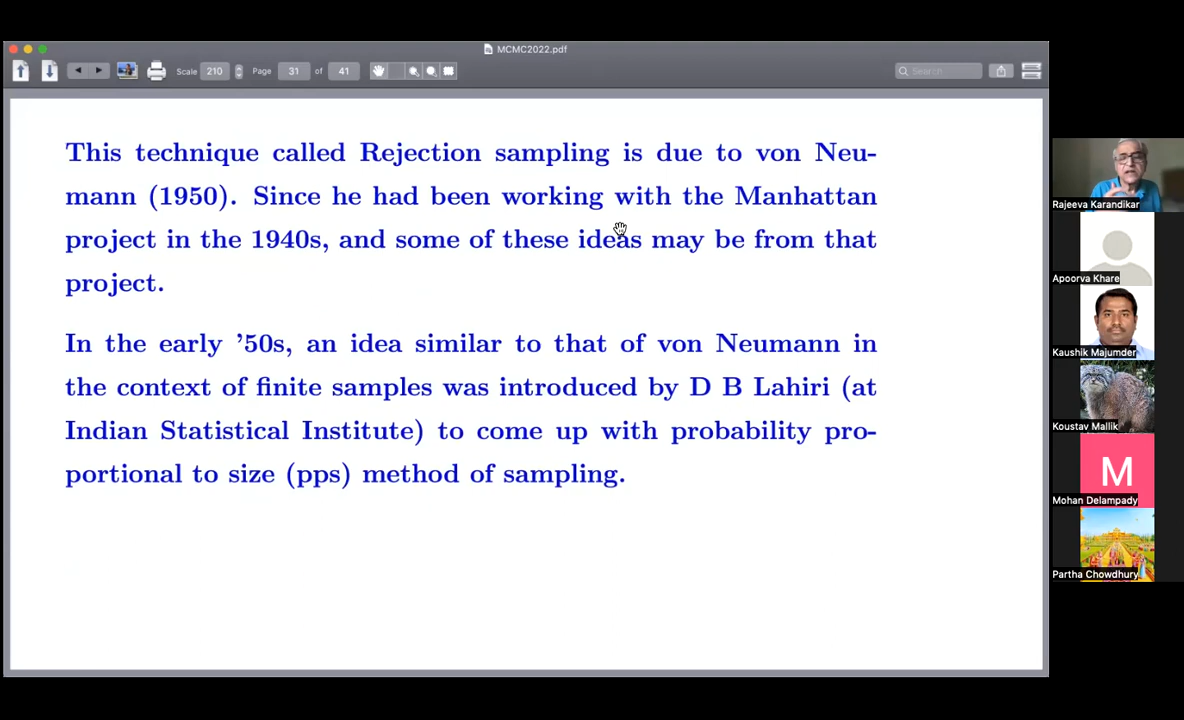 MCMC2022.pdf
Scale 210 Page 31 of 41 Search
This technique called Rejection sampling is due to von Neu-
mann (1950). Since he had been working with the Manhattan
project in the 1940s, and some of these ideas may be from that
project.
In the early ’50s, an idea similar to that of von Neumann in
the context of finite samples was introduced by D B Lahiri (at
Indian Statistical Institute) to come up with probability pro-
portional to size (pps) method of sampling.
Rajeeva Karandikar
Apoorva Khare
Kaushik Majumder
Koustav Mallik
M
Mohan Delampady
Partha Chowdhury